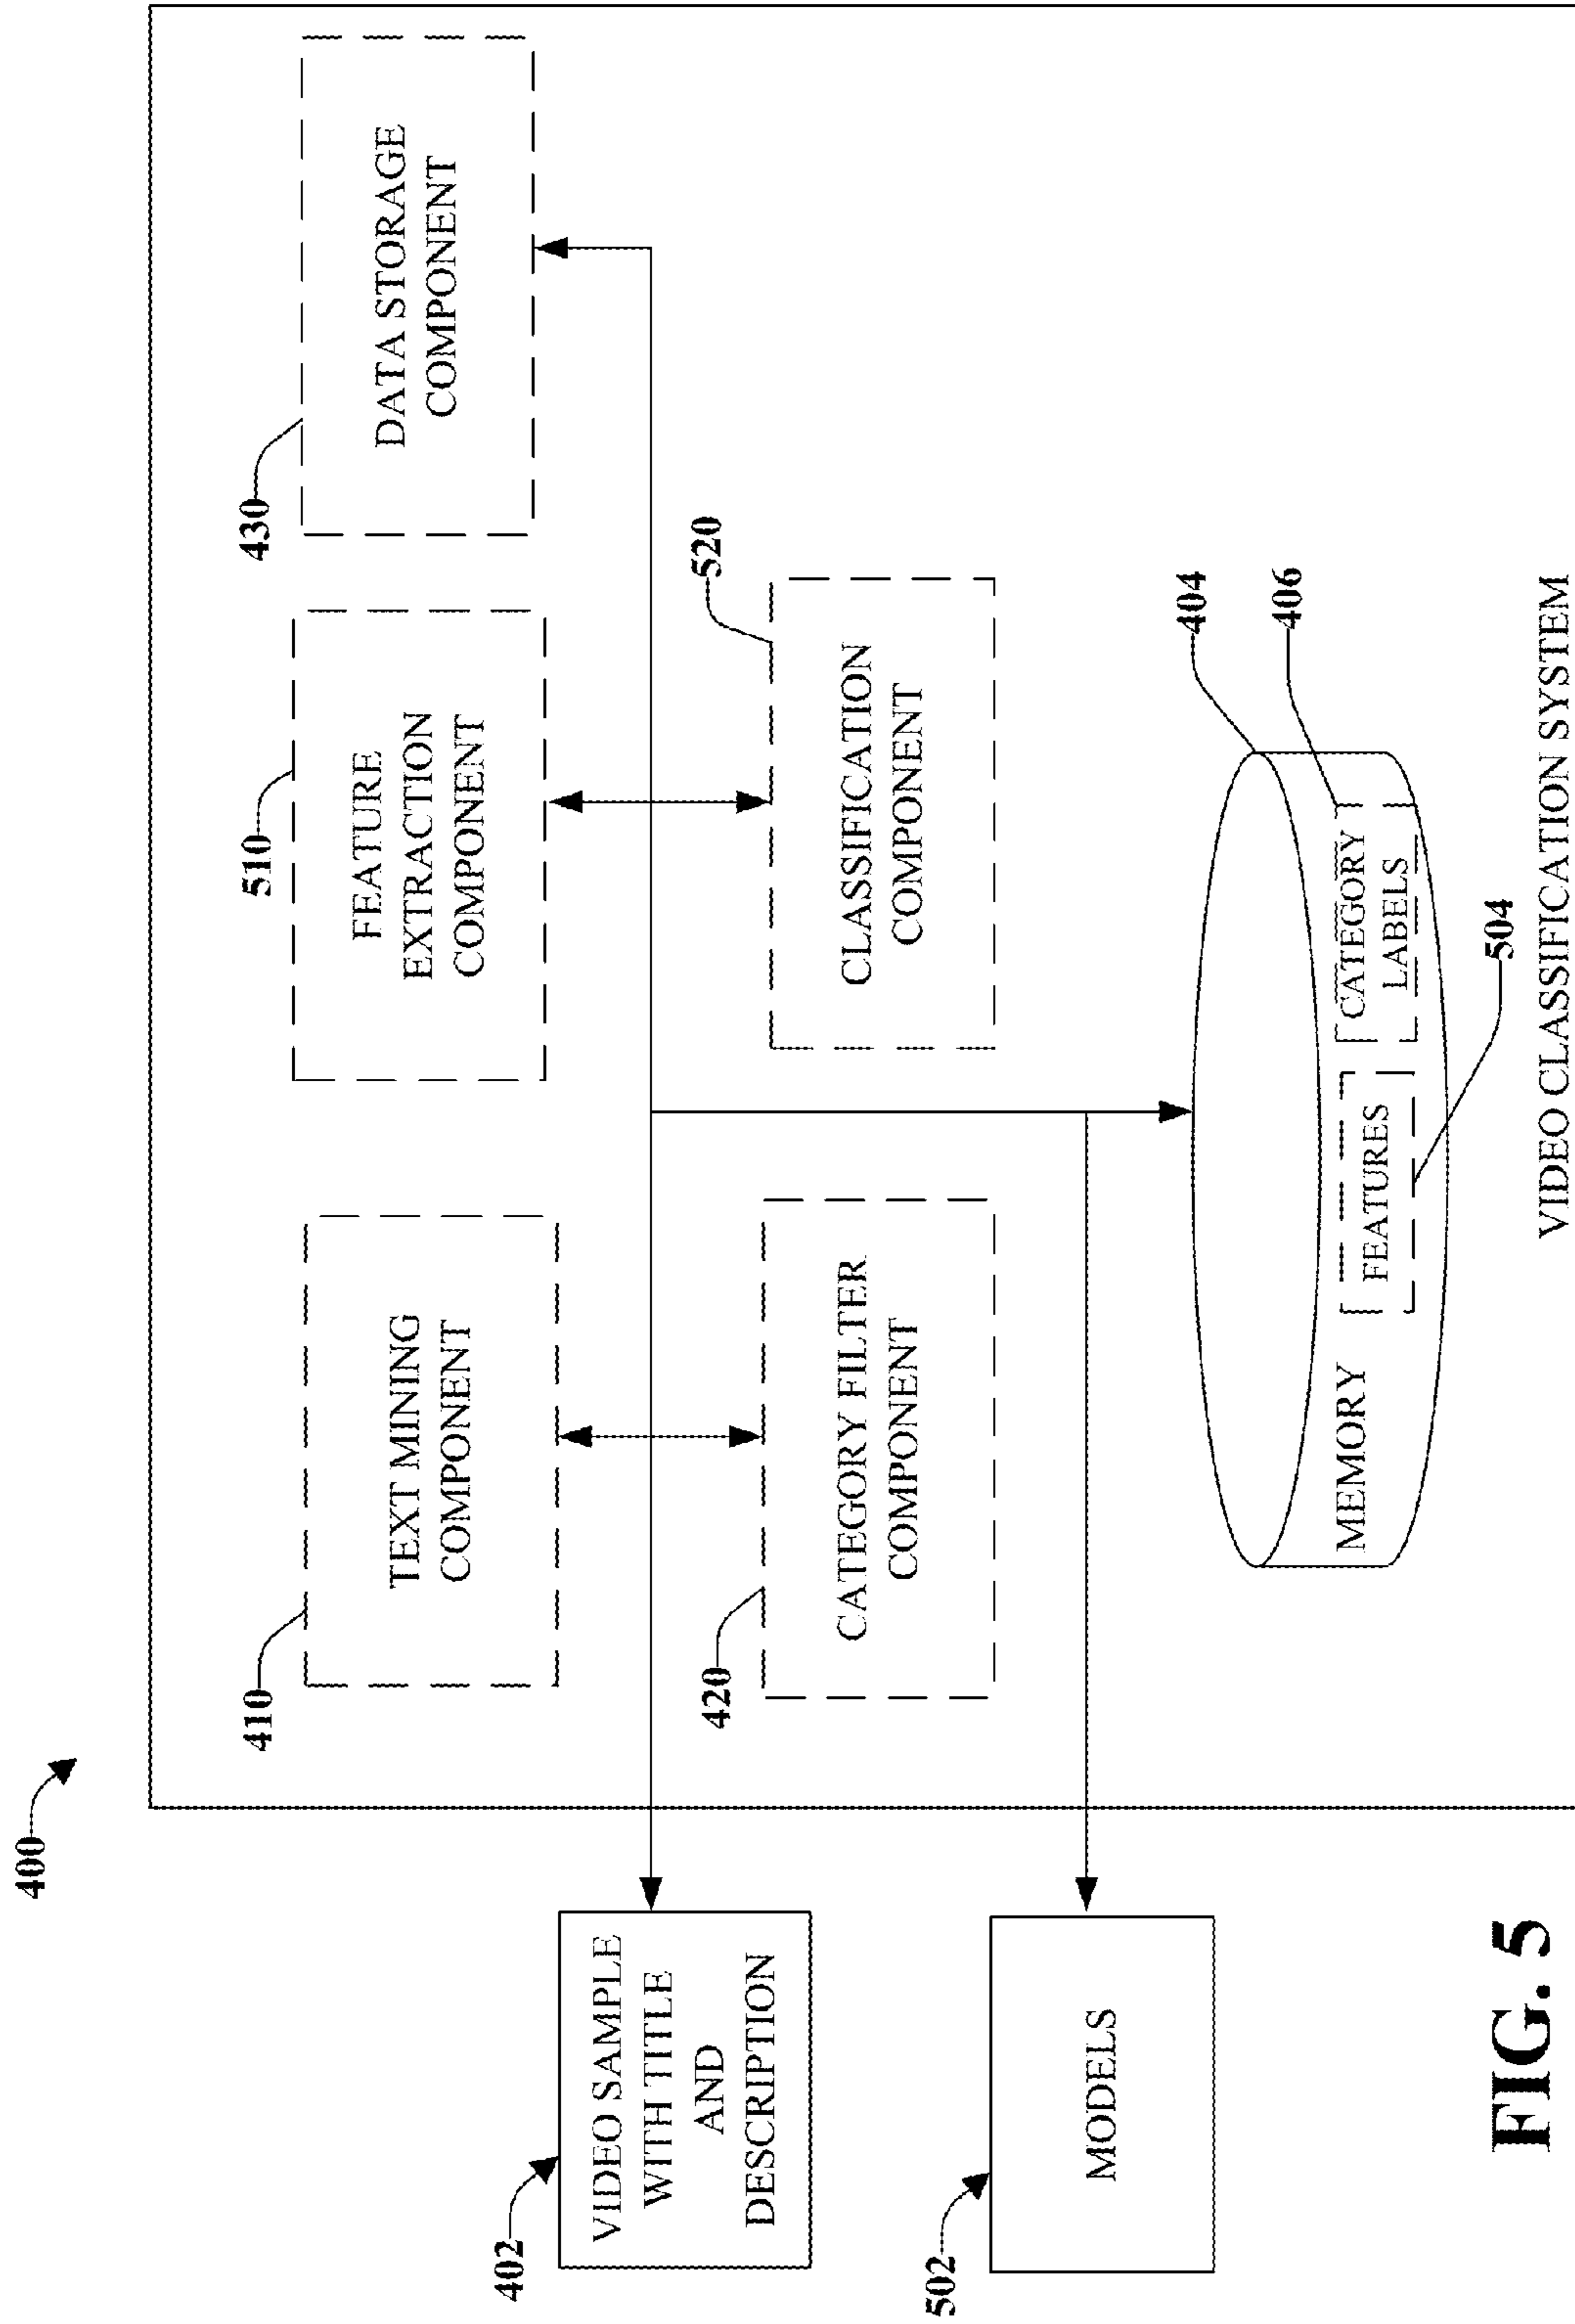 400
402
VIDEO SAMPLE
WITH TITLE
AND
DESCRIPTION
502
MODELS
410
TEXT MINING
COMPONENT
510
FEATURE
EXTRACTION
COMPONENT
430
DATA STORAGE
COMPONENT
420
CATEGORY FILTER
COMPONENT
520
CLASSIFICATION
COMPONENT
404
406
MEMORY
FEATURES
CATEGORY
LABELS
504
VIDEO CLASSIFICATION SYSTEM
FIG. 5